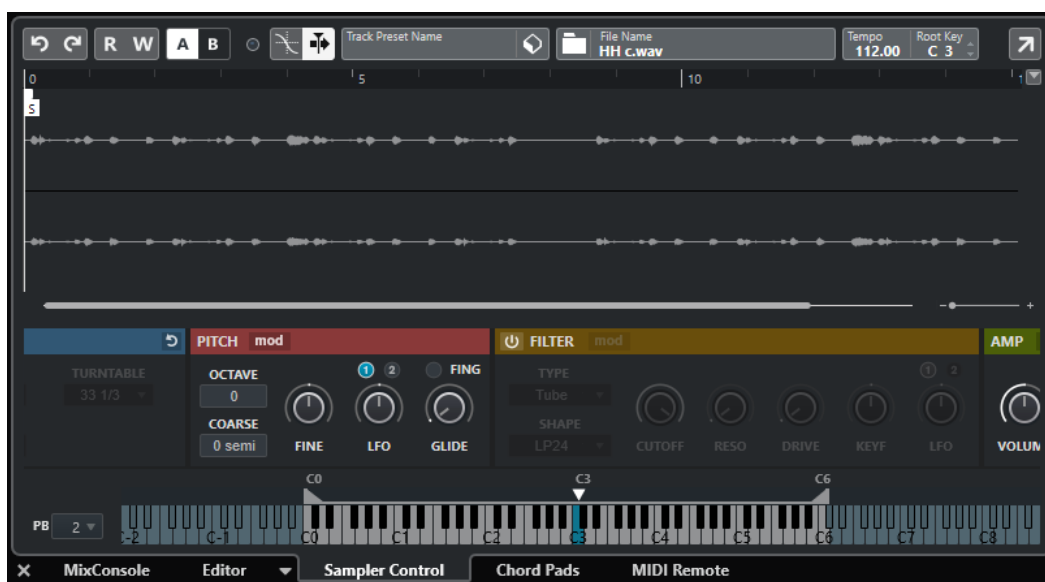 R W A B Track Preset Name File Name HH c.wav Tempo 112.00 Root Key C 3
0 5 10
S
PITCH mod FILTER mod AMP
TURNTABLE
33 1/3
OCTAVE
0
COARSE
0 semi
FINE
1 2
LFO
FING
GLIDE
TYPE
Tube
SHAPE
LP24
CUTOFF RESO DRIVE KEYF
1 2
LFO
VOLUM
C0 C3 C6
PB 2
C-2 C-1 C0 C1 C2 C3 C4 C5 C6 C7 C8
MixConsole Editor Sampler Control Chord Pads MIDI Remote